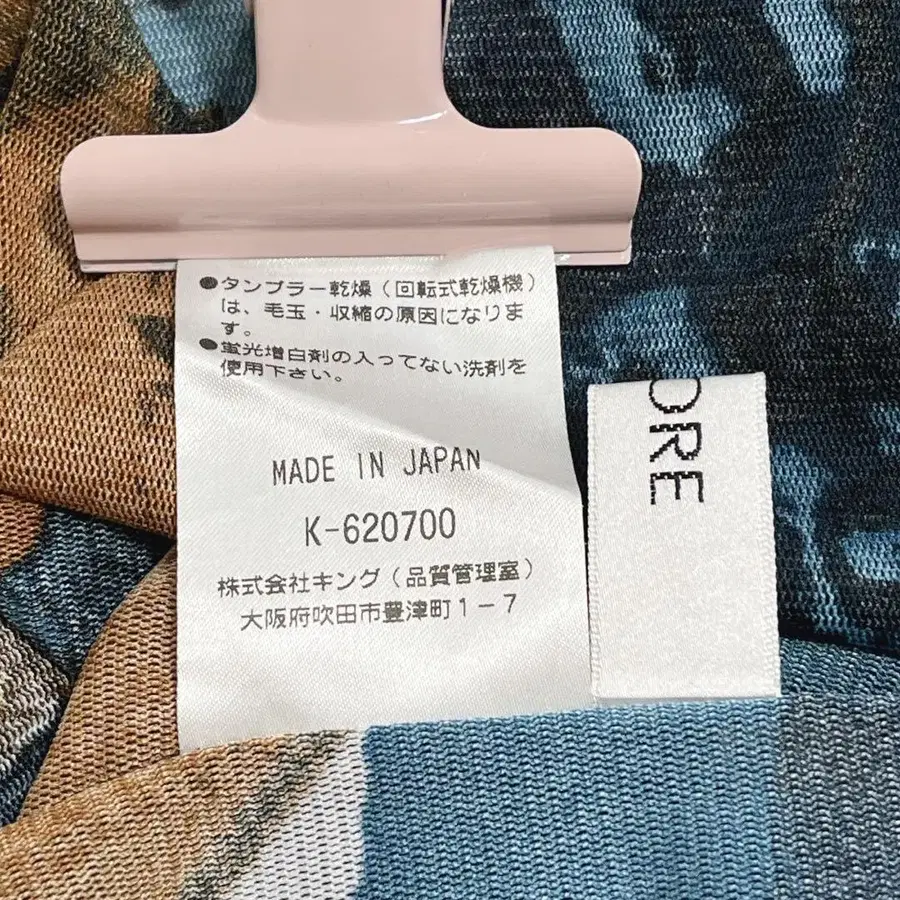 ●タンブラー乾燥（回転式乾燥機）
は、毛玉・収縮の原因になりま
す。
●蛍光増白剤の入ってない洗剤を
使用下さい。
MADE IN JAPAN
K-620700
株式会社キング（品質管理室）
大阪府吹田市豊津町1-7
ORE